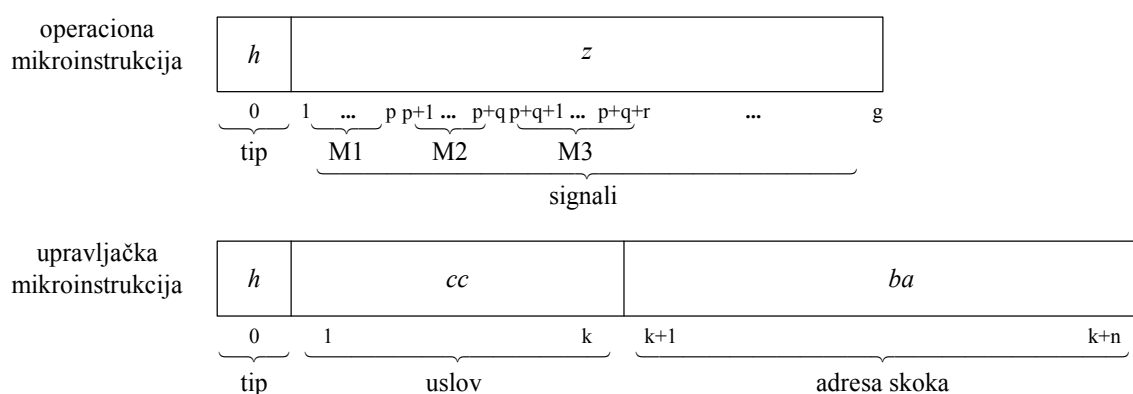 operaciona
mikroinstrukcija
h z
0 1 ... p p+1 ... p+q p+q+1 ... p+q+r ... g
tip M1 M2 M3
signali
upravljačka
mikroinstrukcija
h cc ba
0 1 k k+1 k+n
tip uslov adresa skoka